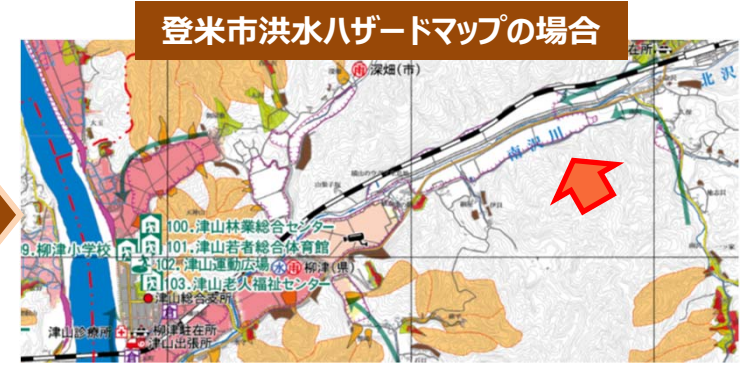 登米市洪水ハザードマップの場合
在所
深畑(市)
北沢
南沢川
100.津山林業総合センター
9.柳津小学校
101.津山若者総合体育館
102.津山運動広場
水
市
柳津(県)
103.津山老人福祉センター
津山総合支所
津山診療所
柳津駐在所
津山出張所